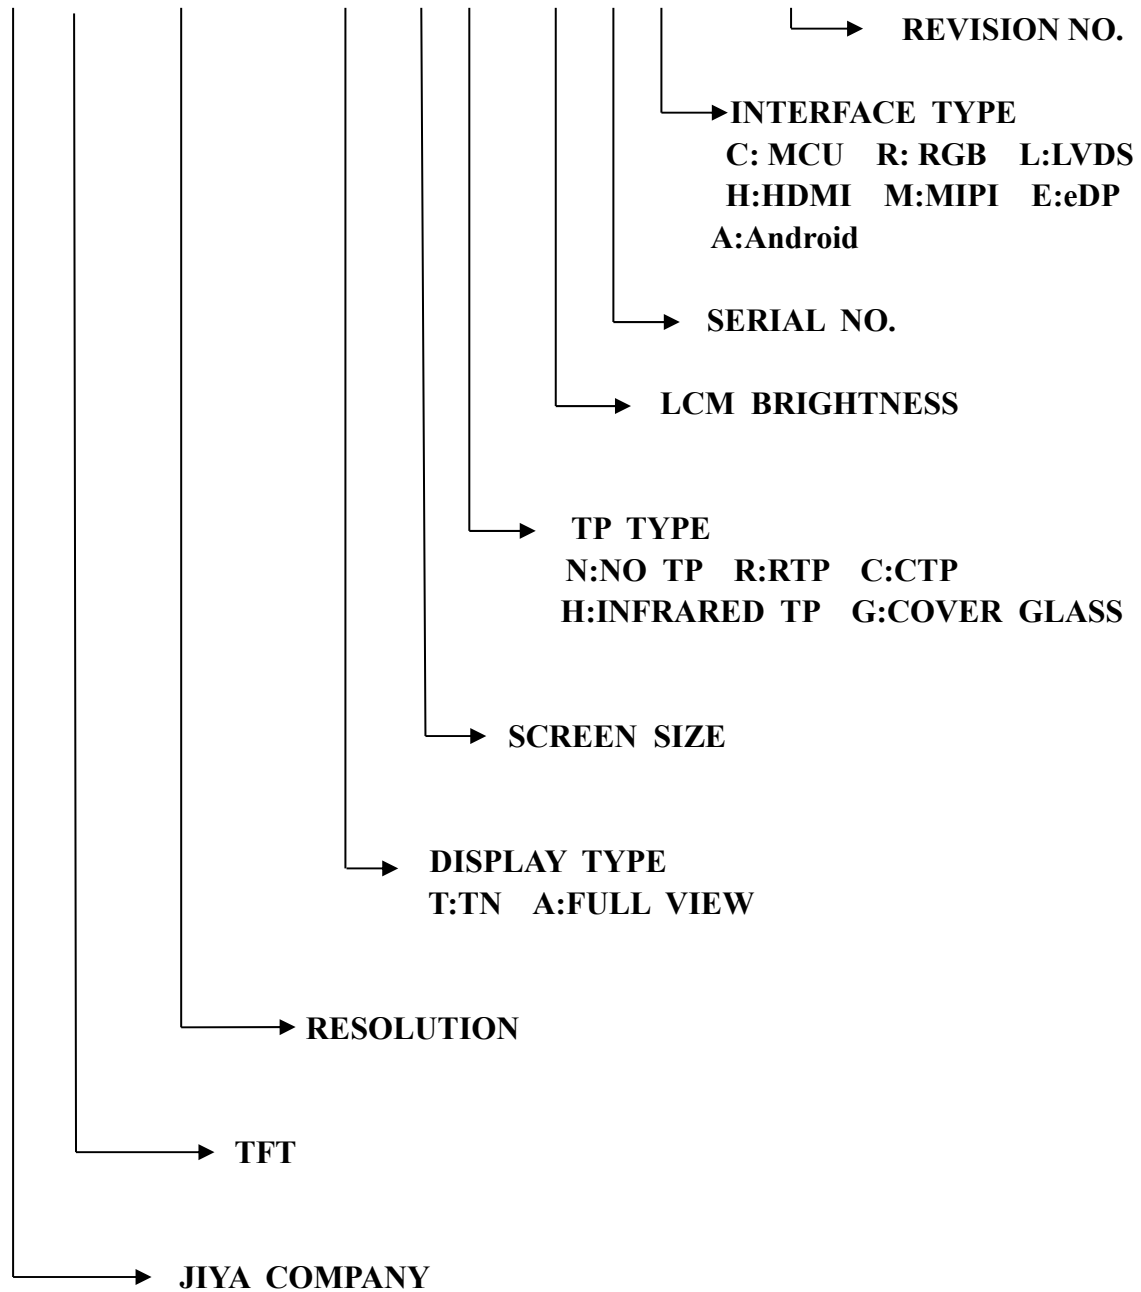 REVISION NO.
INTERFACE TYPE
C: MCU R: RGB L:LVDS
H:HDMI M:MIPI E:eDP
A:Android
SERIAL NO.
LCM BRIGHTNESS
TP TYPE
N:NO TP R:RTP C:CTP
H:INFRARED TP G:COVER GLASS
SCREEN SIZE
DISPLAY TYPE
T:TN A:FULL VIEW
RESOLUTION
TFT
JIYA COMPANY